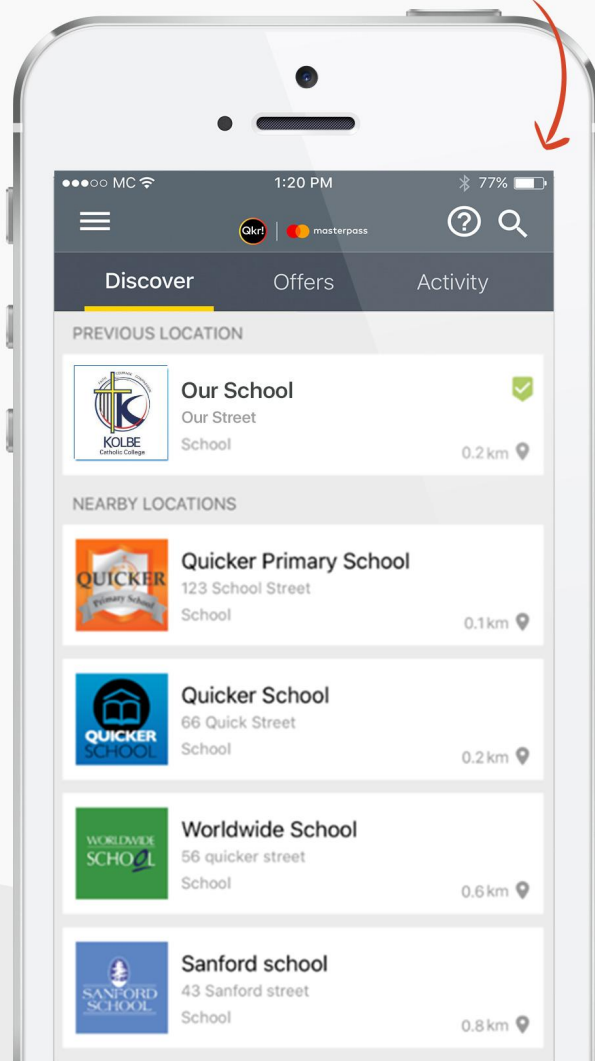 MC
1:20 PM
77%
Qkr!
masterpass
Discover
Offers
Activity
PREVIOUS LOCATION
KOLBE
Catholic College
Our School
Our Street
School
0.2 km
NEARBY LOCATIONS
QUICKER
Primary School
Quicker Primary School
123 School Street
School
0.1 km
QUICKER
SCHOOL
Quicker School
66 Quick Street
School
0.2 km
WORLDWIDE
SCHOOL
Worldwide School
56 quicker street
School
0.6 km
SANFORD
SCHOOL
Sanford school
43 Sanford street
School
0.8 km